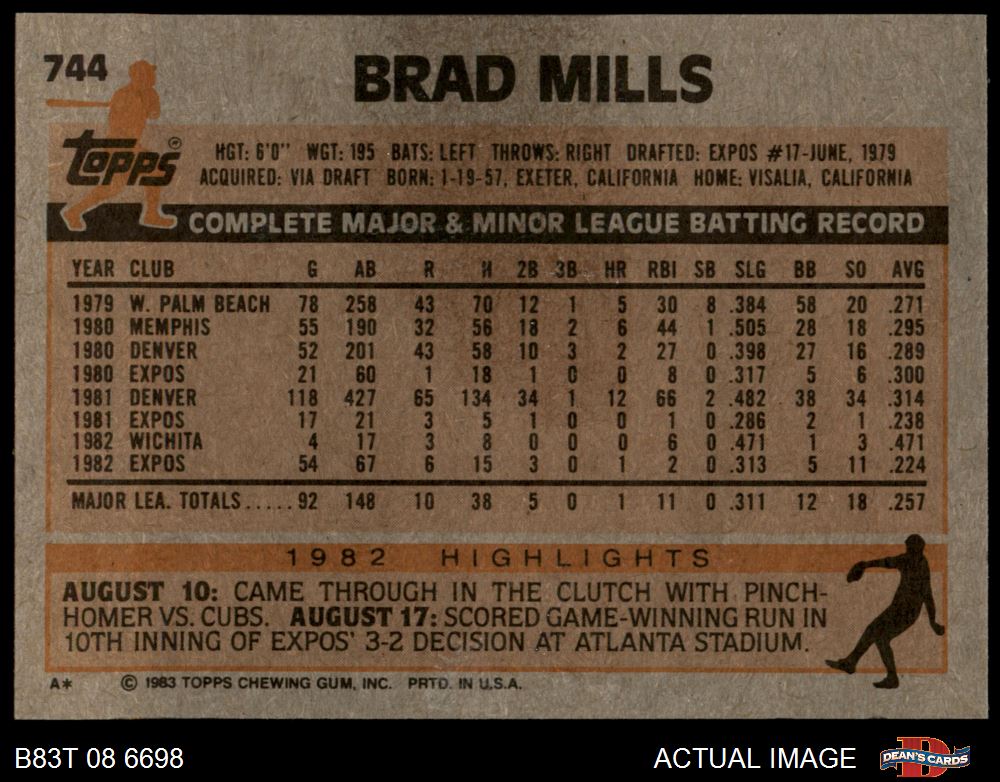 744
BRAD MILLS
Topps
HGT: 6'0" WGT: 195 BATS: LEFT THROWS: RIGHT DRAFTED: EXPOS #17-JUNE, 1979
ACQUIRED: VIA DRAFT BORN: 1-19-57, EXETER, CALIFORNIA HOME: VISALIA, CALIFORNIA
COMPLETE MAJOR & MINOR LEAGUE BATTING RECORD
YEAR CLUB G AB R H 2B 3B HR RBI SB SLG BB SO AVG
1979 W. PALM BEACH 78 258 43 70 12 1 5 30 8 .384 58 20 .271
1980 MEMPHIS 55 190 32 56 18 2 6 44 1 .505 28 18 .295
1980 DENVER 52 201 43 58 10 3 2 27 0 .398 27 16 .289
1980 EXPOS 21 60 1 18 1 0 0 8 0 .317 5 6 .300
1981 DENVER 118 427 65 134 34 1 12 66 2 .482 38 34 .314
1981 EXPOS 17 21 3 5 1 0 0 1 0 .286 2 1 .238
1982 WICHITA 4 17 3 8 0 0 0 6 0 .471 1 3 .471
1982 EXPOS 54 67 6 15 3 0 1 2 0 .313 5 11 .224
MAJOR LEA. TOTALS.....92 148 10 38 5 0 1 11 0 .311 12 18 .257
1982 HIGHLIGHTS
AUGUST 10: CAME THROUGH IN THE CLUTCH WITH PINCH-
HOMER VS. CUBS. AUGUST 17: SCORED GAME-WINNING RUN IN
10TH INNING OF EXPOS' 3-2 DECISION AT ATLANTA STADIUM.
A* © 1983 TOPPS CHEWING GUM, INC. PRTD. IN U.S.A.
B83T 08 6698 ACTUAL IMAGE DEAN'S CARDS